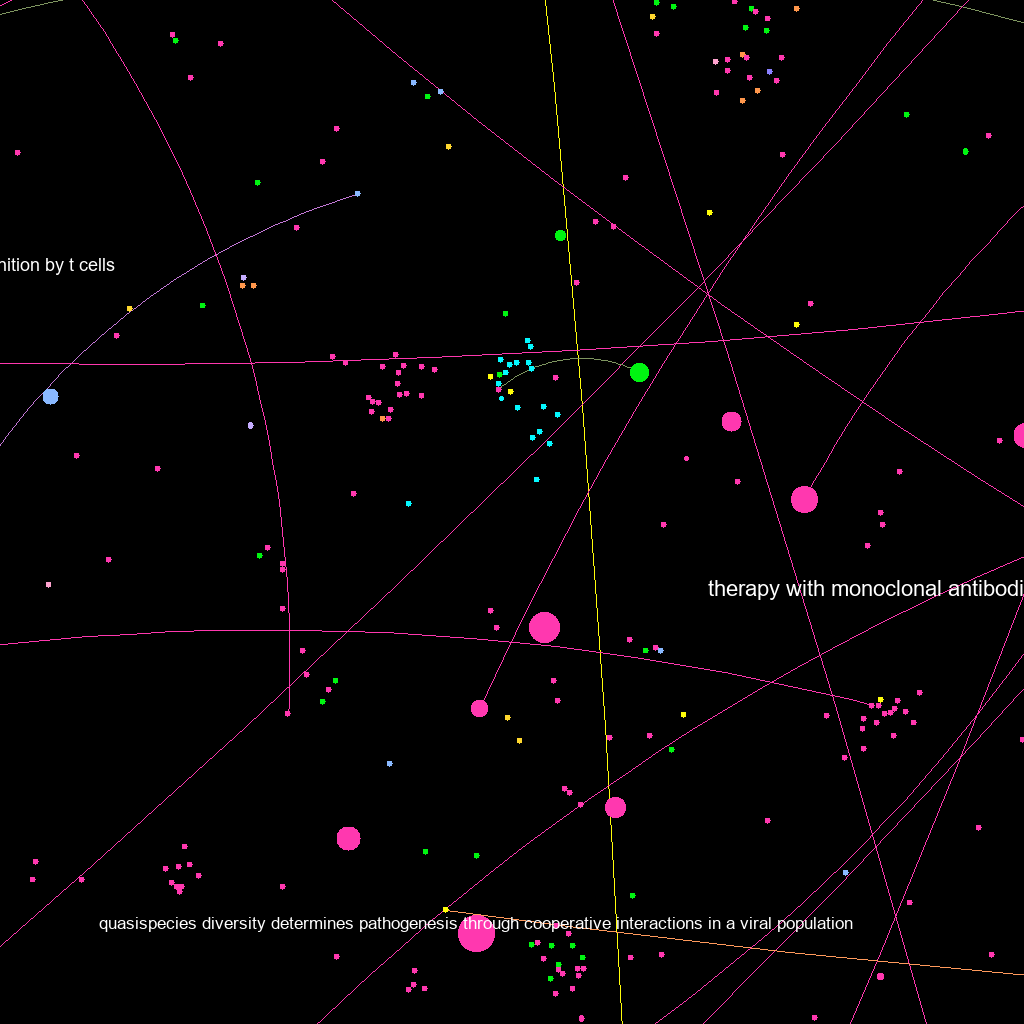 nition by t cells
therapy with monoclonal antibodi
quasispecies diversity determines pathogenesis through cooperative interactions in a viral population